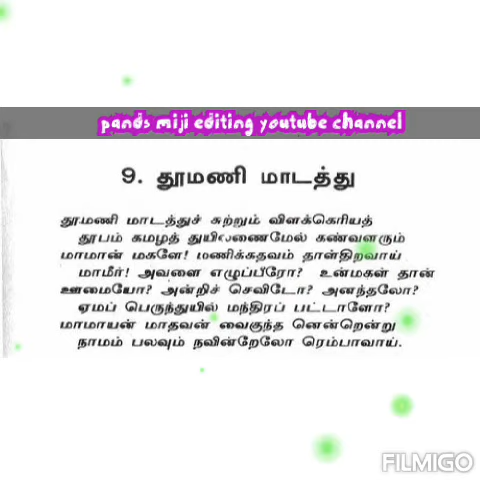 pands miji editing youtube channel
9. தூமணி மாடத்து
தூமணி மாடத்துச் சுற்றும் விளக்கெரியத்
தூபம் கமழத் துயிலணைமேல் கண்வளரும்
மாமான் மகளே! மணிக்கதவம் தாள்திறவாய்
மாமீர்! அவளை எழுப்பீரோ? உன்மகள் தான்
ஊமையோ? அன்றிச் செவிடோ? அனந்தலோ?
ஏமப் பெருந்துயில் மந்திரப் பட்டாளோ?
மாமாயன் மாதவன் வைகுந்த னென்றென்று
நாமம் பலவும் நவின்றேலோ ரெம்பாவாய்.
FILMIGO